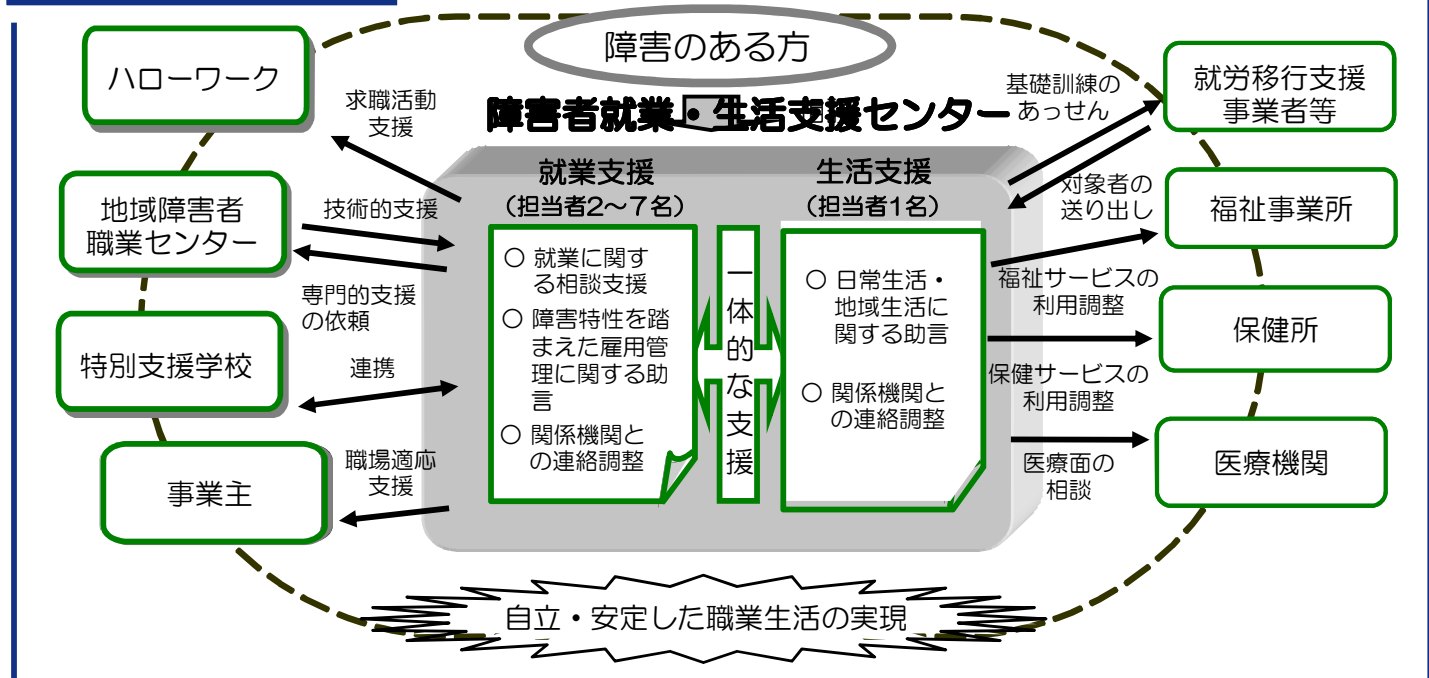 障害のある方
障害者就業・生活支援センター
ハローワーク
求職活動
支援
地域障害者
職業センター
技術的支援
専門的支援
の依頼
特別支援学校
連携
事業主
職場適応
支援
就業支援
(担当者2~7名)
○ 就業に関す
る相談支援
○ 障害特性を踏
まえた雇用管
理に関する助
言
○ 関係機関と
の連絡調整
一体的な支援
生活支援
(担当者1名)
○ 日常生活・
地域生活に
関する助言
○ 関係機関と
の連絡調整
基礎訓練の
あっせん
就労移行支援
事業者等
対象者の
送り出し
福祉事業所
福祉サービスの
利用調整
保健所
保健サービスの
利用調整
医療機関
医療面の
相談
自立・安定した職業生活の実現